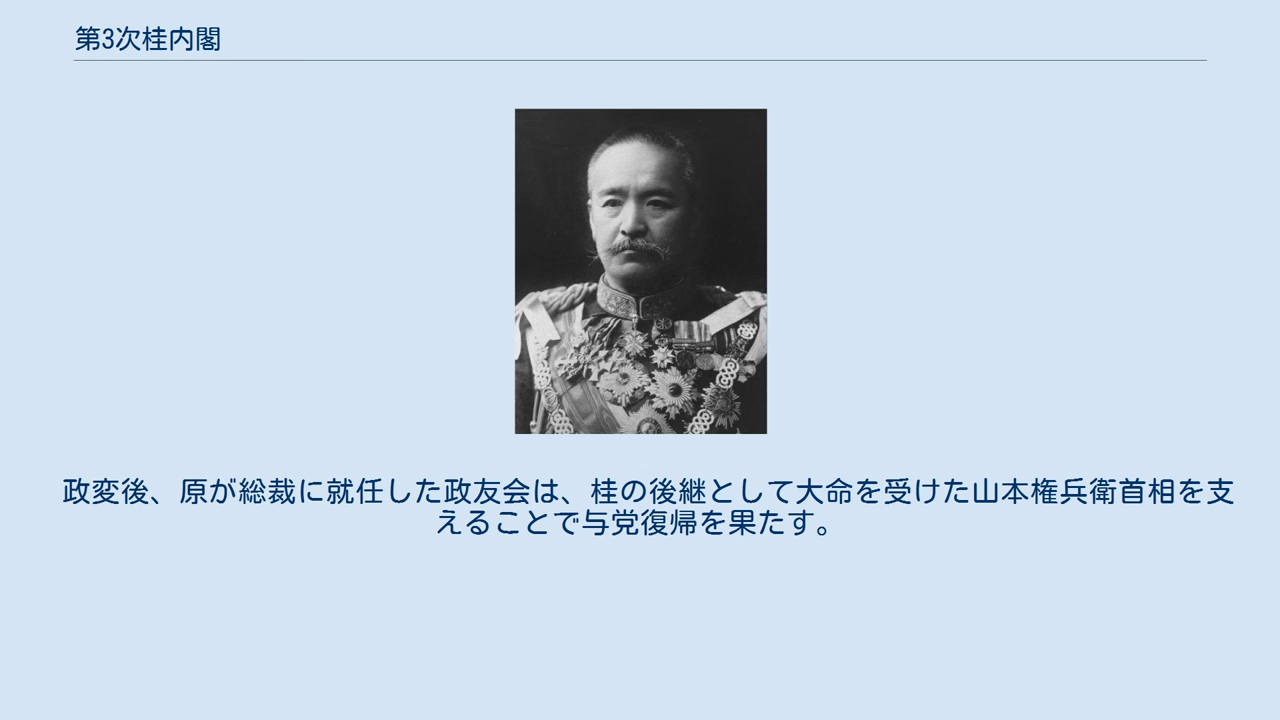 第3次桂内閣
政変後、原が総裁に就任した政友会は、桂の後継として大命を受けた山本権兵衛首相を支
えることで与党復帰を果たす。